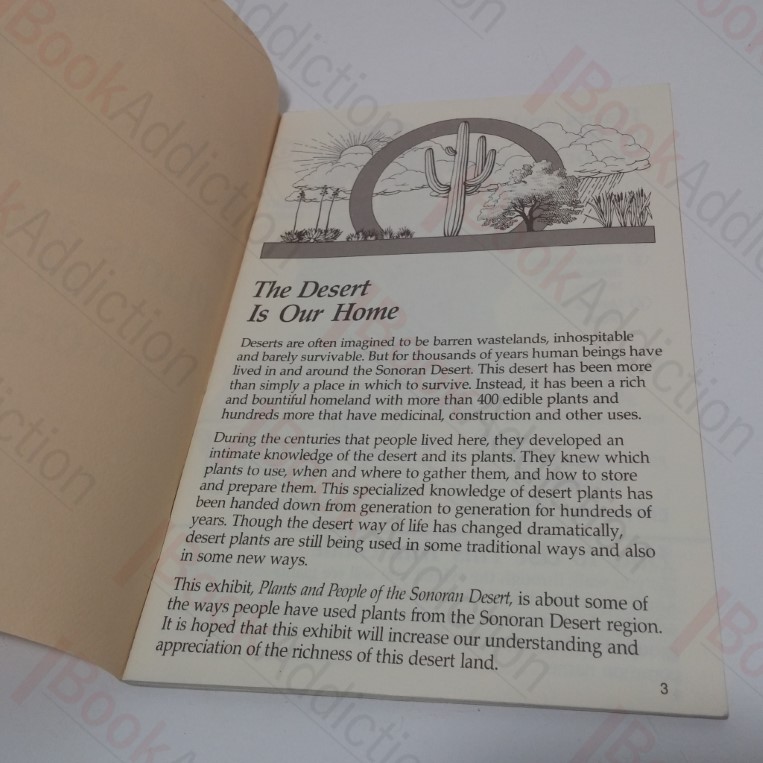 The Desert
Is Our Home
Deserts are often imagined to be barren wastelands, inhospitable
and barely survivable. But for thousands of years human beings have
lived in and around the Sonoran Desert. This desert has been more
than simply a place in which to survive. Instead, it has been a rich
and bountiful homeland with more than 400 edible plants and
hundreds more that have medicinal, construction and other uses.
During the centuries that people lived here, they developed an
intimate knowledge of the desert and its plants. They knew which
plants to use, when and where to gather them, and how to store
and prepare them. This specialized knowledge of desert plants has
been handed down from generation to generation for hundreds of
years. Though the desert way of life has changed dramatically,
desert plants are still being used in some traditional ways and also
in some new ways.
This exhibit, Plants and People of the Sonoran Desert, is about some of
the ways people have used plants from the Sonoran Desert region.
It is hoped that this exhibit will increase our understanding and
appreciation of the richness of this desert land.
3
BookAddiction
BookAddiction
BookAddiction
BookAddiction
BookAddiction
BookAddiction